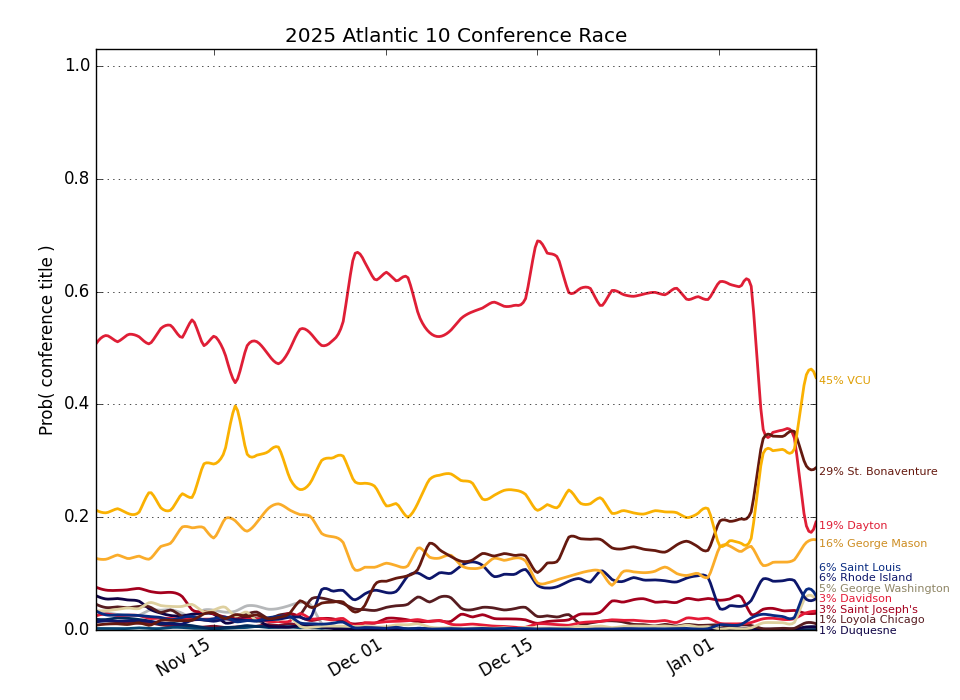 2025 Atlantic 10 Conference Race
Prob( conference title )
1.0
0.8
0.6
0.4
0.2
0.0
Nov 15
Dec 01
Dec 15
Jan 01
45% VCU
29% St. Bonaventure
19% Dayton
16% George Mason
6% Saint Louis
6% Rhode Island
5% George Washington
3% Davidson
3% Saint Joseph's
1% Loyola Chicago
1% Duquesne